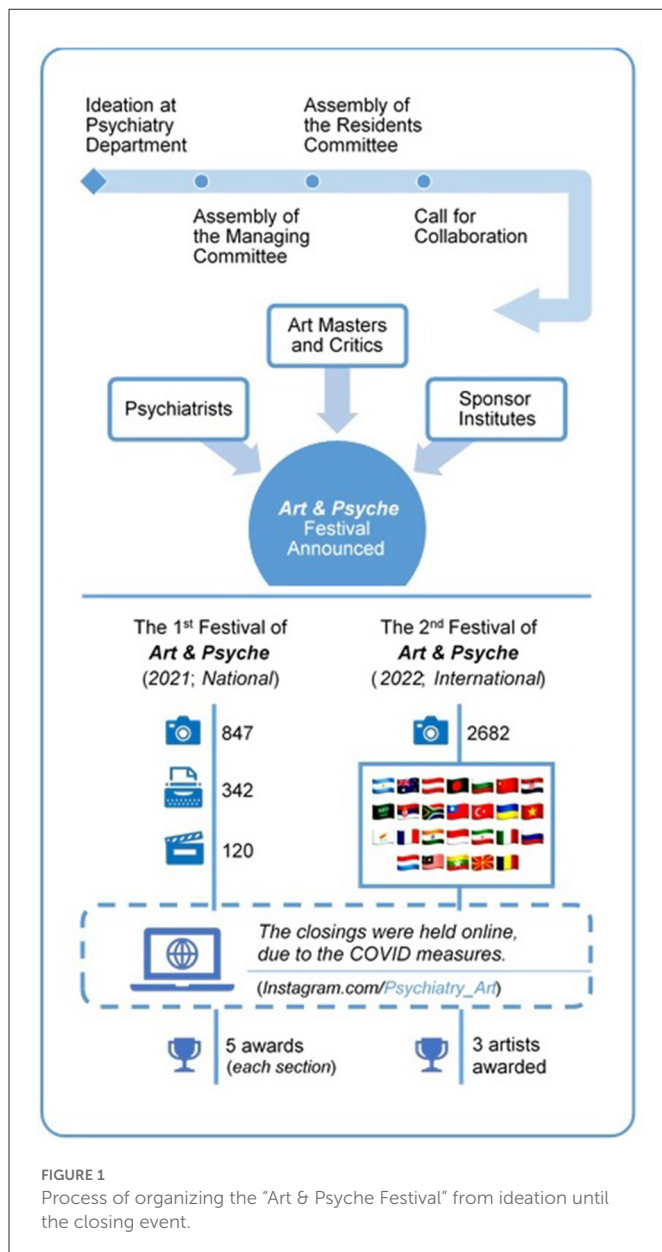 Ideation at
Psychiatry
Department
Assembly of
the Residents
Committee
Assembly of
the Managing
Committee
Call for
Collaboration
Art Masters
and Critics
Psychiatrists
Sponsor
Institutes
Art & Psyche
Festival
Announced
The 1st Festival of
Art & Psyche
(2021; National)
847
342
120
The 2nd Festival of
Art & Psyche
(2022; International)
2682
The closings were held online,
due to the COVID measures.
(Instagram.com/Psychiatry_Art)
5 awards
(each section)
3 artists
awarded
FIGURE 1
Process of organizing the “Art & Psyche Festival” from ideation until
the closing event.